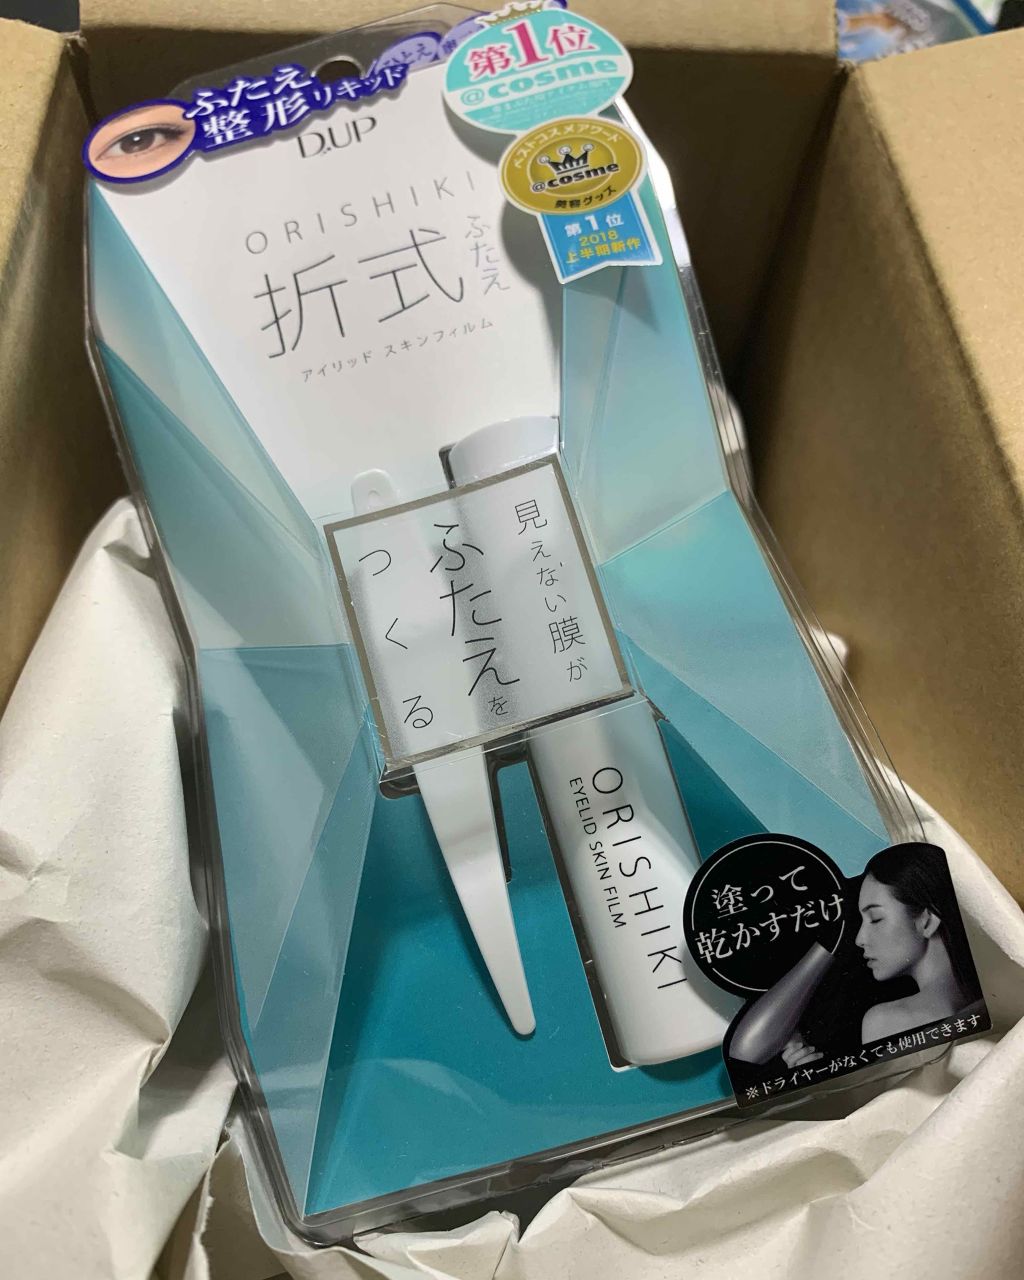 ふたえ
整形リキッド
第1位
@cosme
D.UP
ベストコスメアワード
@cosme
美容グッズ
第1位
2018
上半期新作
ORISHIKI
折式
ふたえ
アイリッド スキンフィルム
見えない膜が
ふたえを
つくる
ORISHIKI
EYELID SKIN FILM
塗って
乾かすだけ
※ドライヤーがなくても使用できます